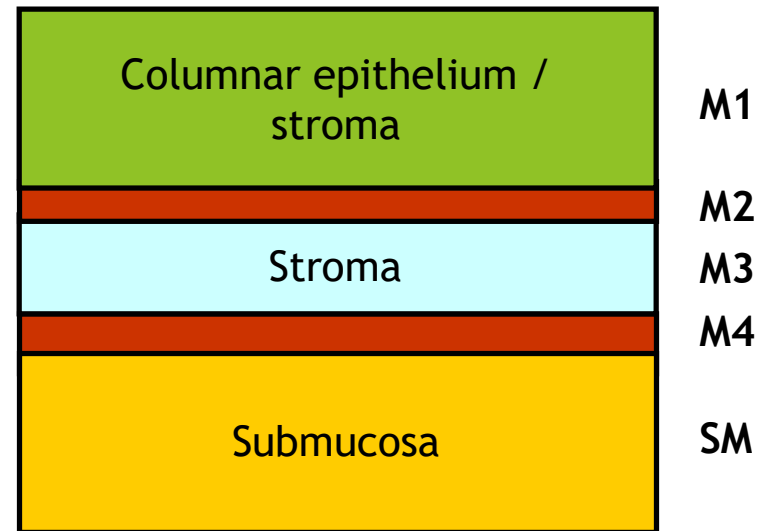 Columnar epithelium /
stroma
M1
M2
Stroma
M3
M4
Submucosa
SM